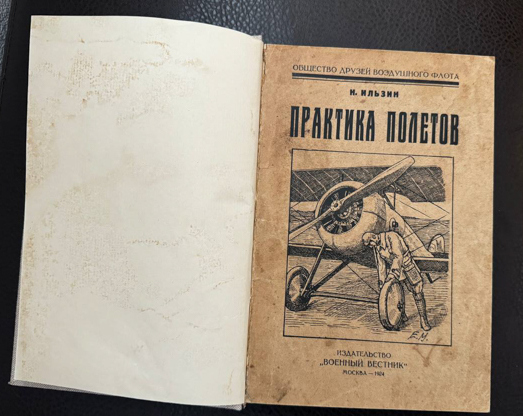 ОБЩЕСТВО ДРУЗЕЙ ВОЗДУШНОГО ФЛОТА
Н. ИЛЬЗИН
ПРАКТИКА ПОЛЕТОВ
Е.М.
ИЗДАТЕЛЬСТВО
„ВОЕННЫЙ ВЕСТНИК“
МОСКВА — 1924